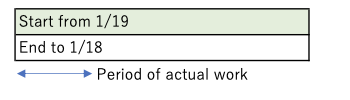 Start from 1/19
End to 1/18
Period of actual work